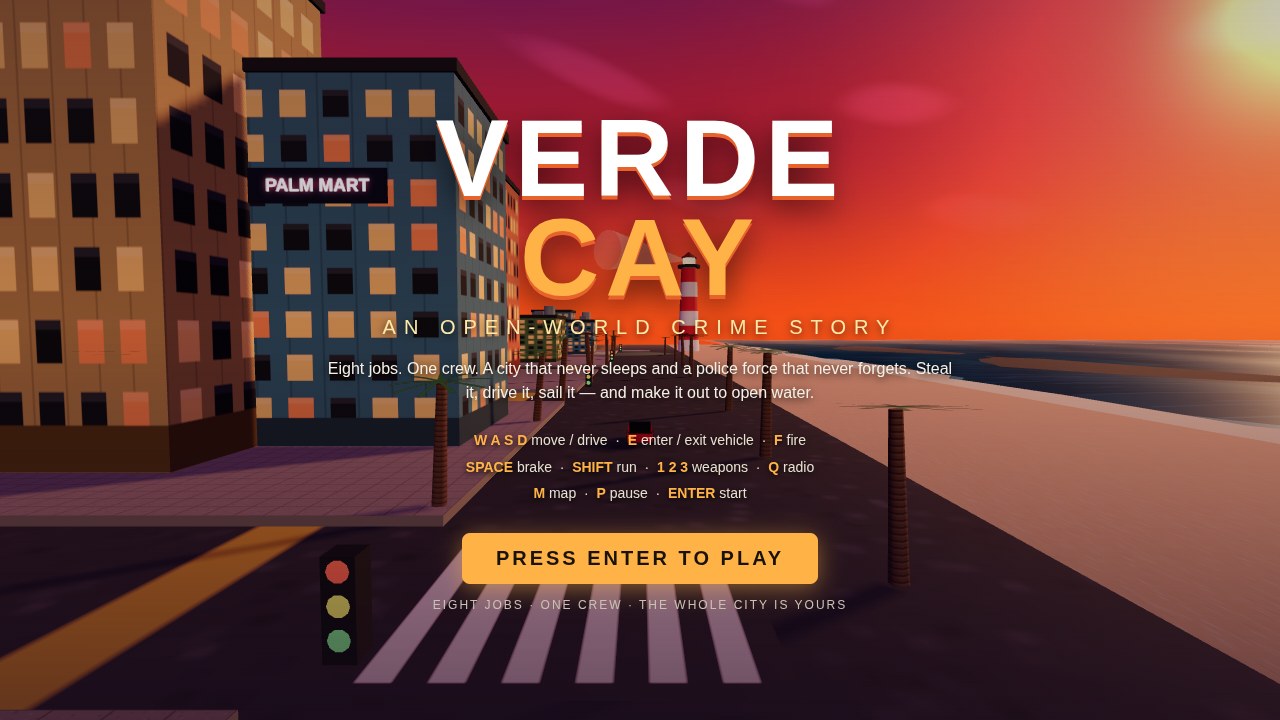 PALM MART
VERDE
CAY
AN OPEN-WORLD CRIME STORY
Eight jobs. One crew. A city that never sleeps and a police force that never forgets. Steal
it, drive it, sail it — and make it out to open water.
W A S D move / drive · E enter / exit vehicle · F fire
SPACE brake · SHIFT run · 1 2 3 weapons · Q radio
M map · P pause · ENTER start
PRESS ENTER TO PLAY
EIGHT JOBS · ONE CREW · THE WHOLE CITY IS YOURS